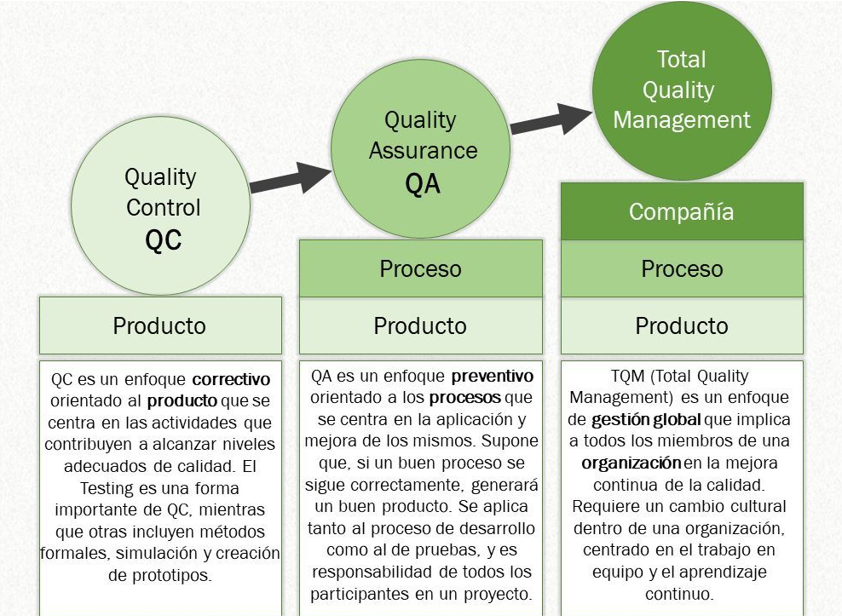 Quality
Control
QC
Producto
QC es un enfoque correctivo
orientado al producto que se
centra en las actividades que
contribuyen a alcanzar niveles
adecuados de calidad. El
Testing es una forma
importante de QC, mientras
que otras incluyen métodos
formales, simulación y creación
de prototipos.
Quality
Assurance
QA
Proceso
Producto
QA es un enfoque preventivo
orientado a los procesos que
se centra en la aplicación y
mejora de los mismos. Supone
que, si un buen proceso se
sigue correctamente, generará
un buen producto. Se aplica
tanto al proceso de desarrollo
como al de pruebas, y es
responsabilidad de todos los
participantes en un proyecto.
Total
Quality
Management
Compañía
Proceso
Producto
TQM (Total Quality
Management) es un enfoque
de gestión global que implica
a todos los miembros de una
organización en la mejora
continua de la calidad.
Requiere un cambio cultural
dentro de una organización,
centrado en el trabajo en
equipo y el aprendizaje
continuo.